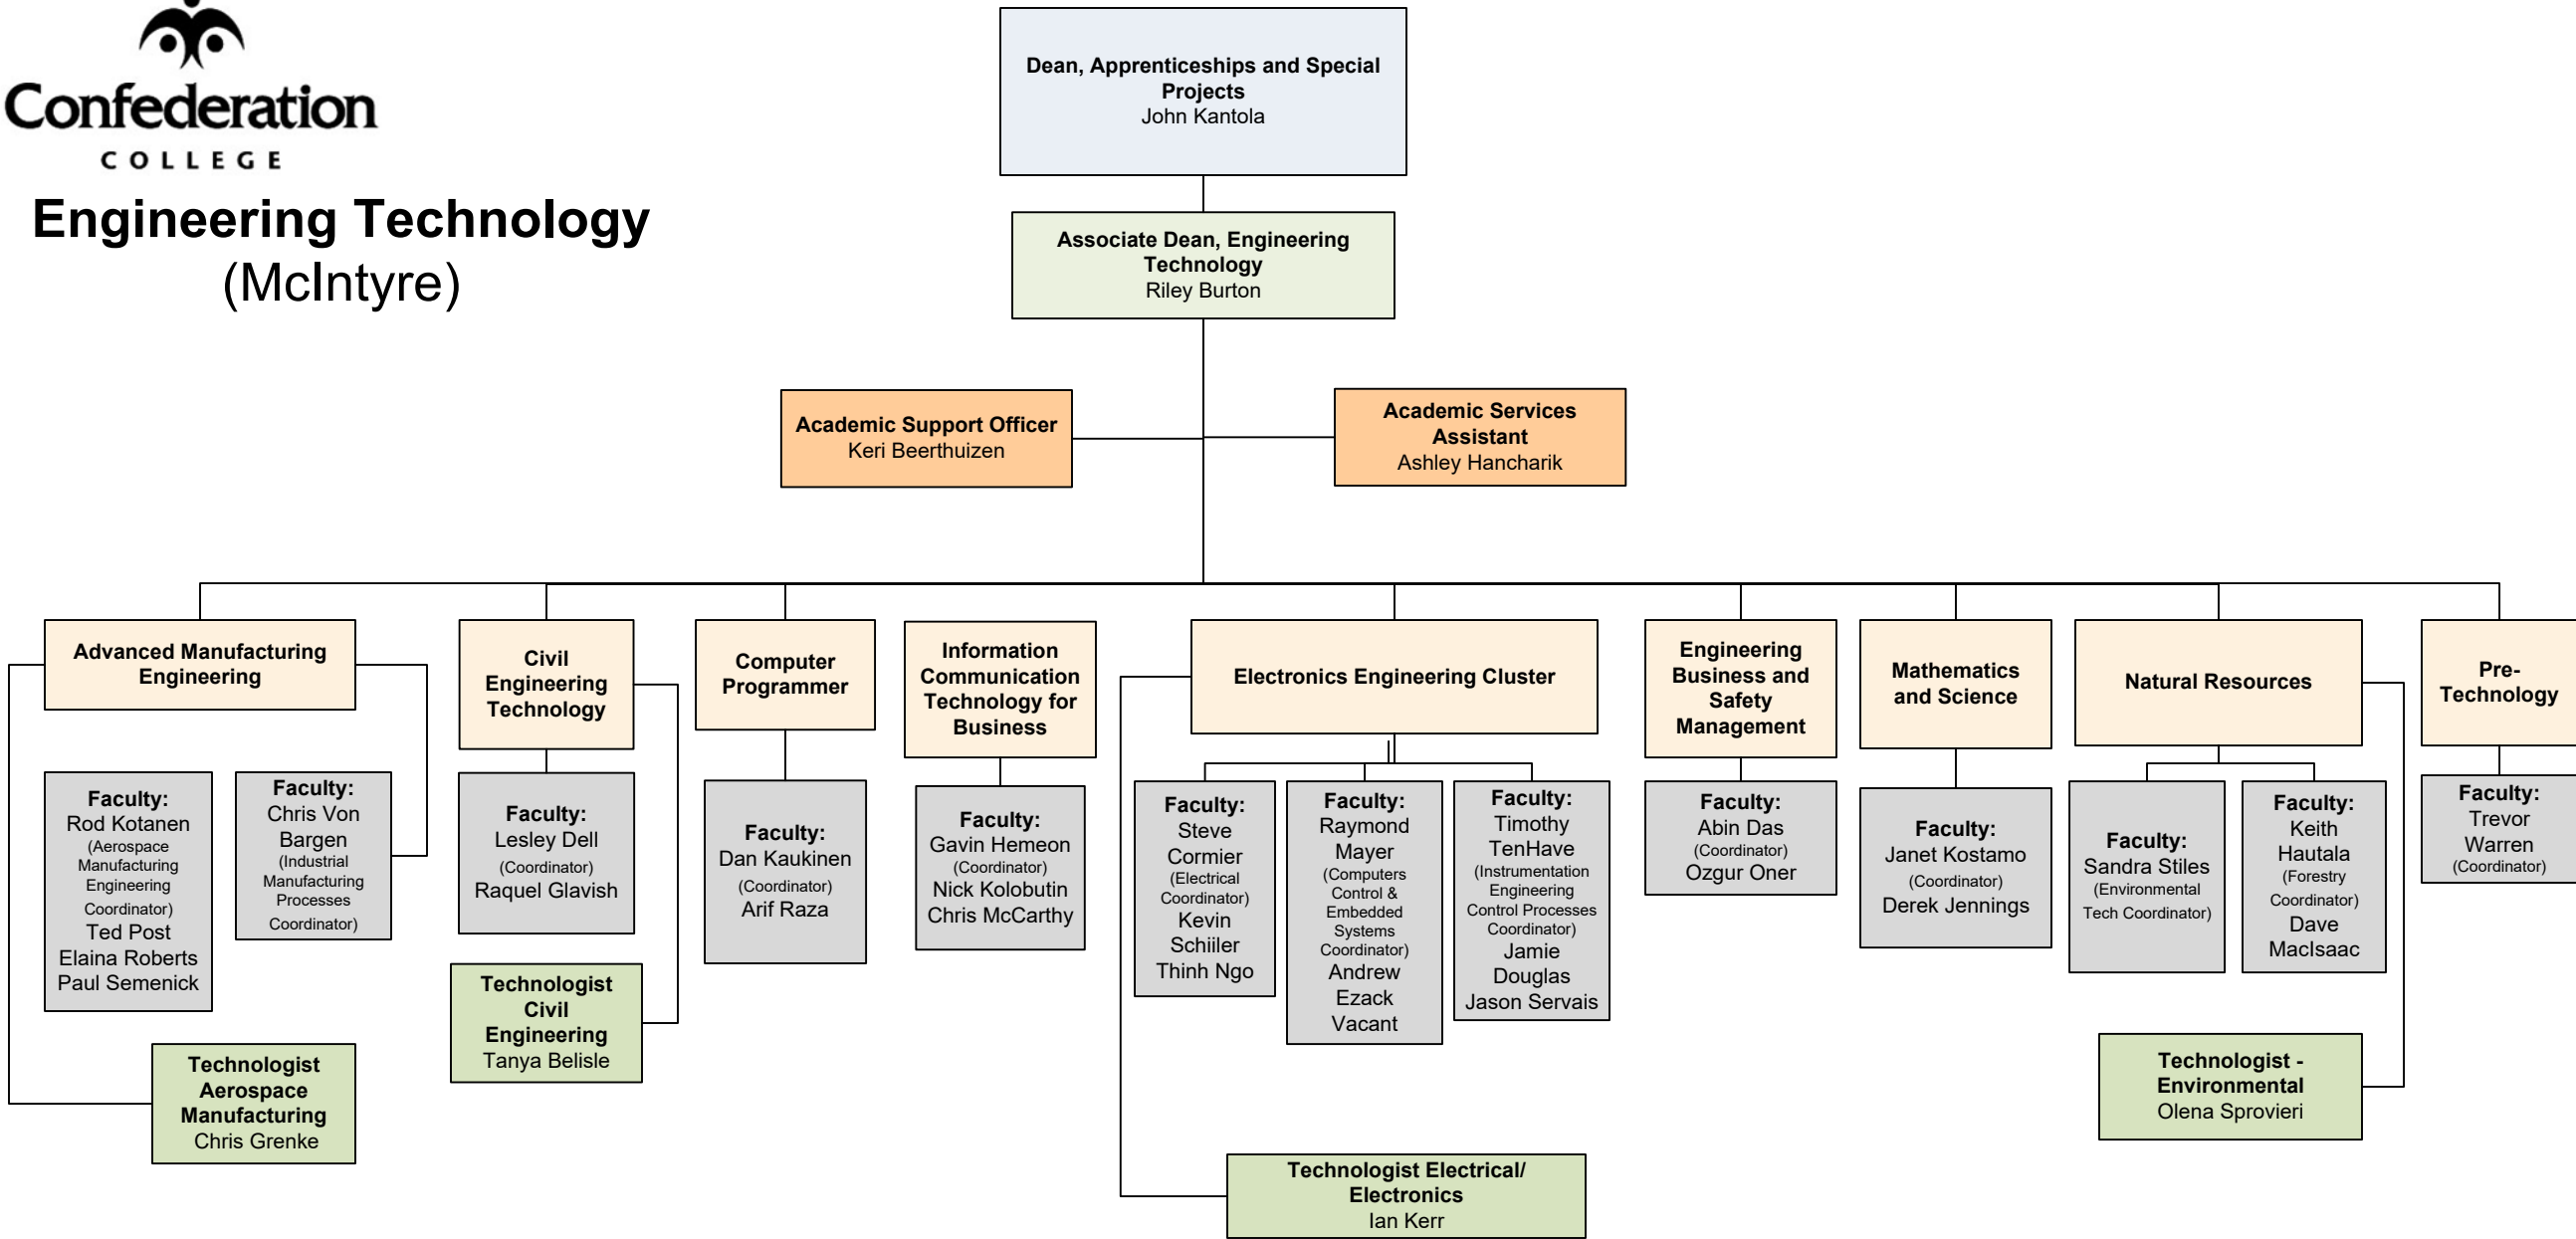 Confederation
COLLEGE
Engineering Technology
(McIntyre)
Dean, Apprenticeships and Special
Projects
John Kantola
Associate Dean, Engineering
Technology
Riley Burton
Academic Support Officer
Keri Beerthuizen
Academic Services
Assistant
Ashley Hancharik
Advanced Manufacturing
Engineering
Faculty:
Rod Kotanen
(Aerospace
Manufacturing
Engineering
Coordinator)
Ted Post
Elaina Roberts
Paul Semenick
Faculty:
Chris Von
Bargen
(Industrial
Manufacturing
Processes
Coordinator)
Technologist
Aerospace
Manufacturing
Chris Grenke
Civil
Engineering
Technology
Faculty:
Lesley Dell
(Coordinator)
Raquel Glavish
Technologist
Civil
Engineering
Tanya Belisle
Computer
Programmer
Faculty:
Dan Kaukinen
(Coordinator)
Arif Raza
Information
Communication
Technology for
Business
Faculty:
Gavin Hemeon
(Coordinator)
Nick Kolobutin
Chris McCarthy
Electronics Engineering Cluster
Faculty:
Steve
Cormier
(Electrical
Coordinator)
Kevin
Schiiler
Thinh Ngo
Faculty:
Raymond
Mayer
(Computers
Control &
Embedded
Systems
Coordinator)
Andrew
Ezack
Vacant
Faculty:
Timothy
TenHave
(Instrumentation
Engineering
Control Processes
Coordinator)
Jamie
Douglas
Jason Servais
Technologist Electrical/
Electronics
Ian Kerr
Engineering
Business and
Safety
Management
Faculty:
Abin Das
(Coordinator)
Ozgur Oner
Mathematics
and Science
Faculty:
Janet Kostamo
(Coordinator)
Derek Jennings
Natural Resources
Faculty:
Sandra Stiles
(Environmental
Tech Coordinator)
Faculty:
Keith
Hautala
(Forestry
Coordinator)
Dave
MacIsaac
Technologist -
Environmental
Olena Sprovieri
Pre-
Technology
Faculty:
Trevor
Warren
(Coordinator)